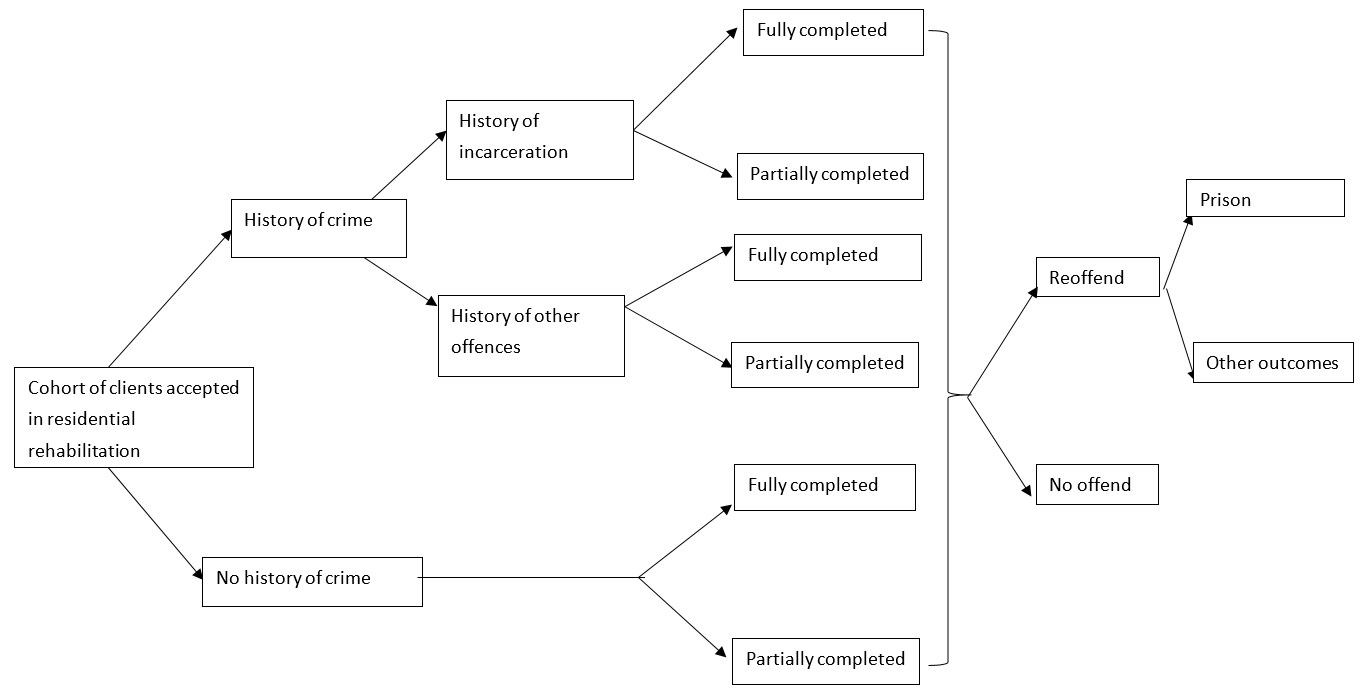 Fully completed
History of
incarceration
Partially completed
Prison
History of crime
Fully completed
Reoffend
History of other
offences
Partially completed
Other outcomes
Cohort of clients accepted
in residential
rehabilitation
Fully completed
No offend
No history of crime
Partially completed